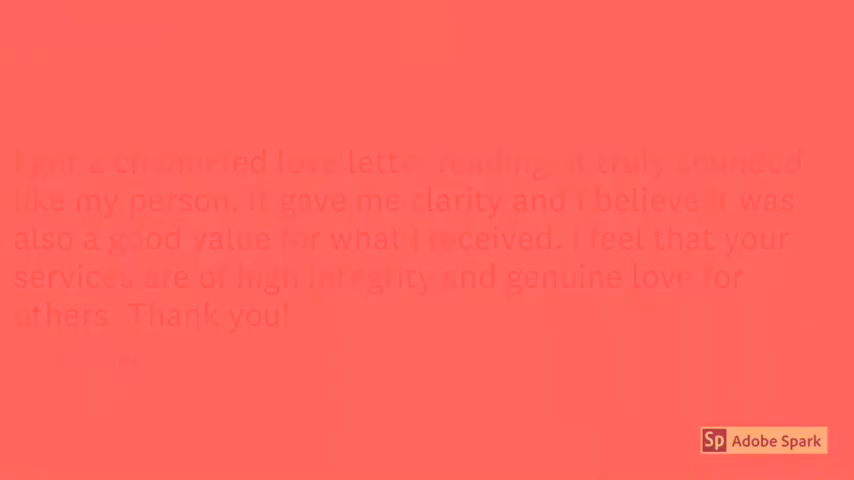 I got a channeled love letter reading. It truly sounded
like my person. It gave me clarity and I believe it was
also a good value for what I received. I feel that your
services are of high integrity and genuine love for
others. Thank you!
Sp Adobe Spark